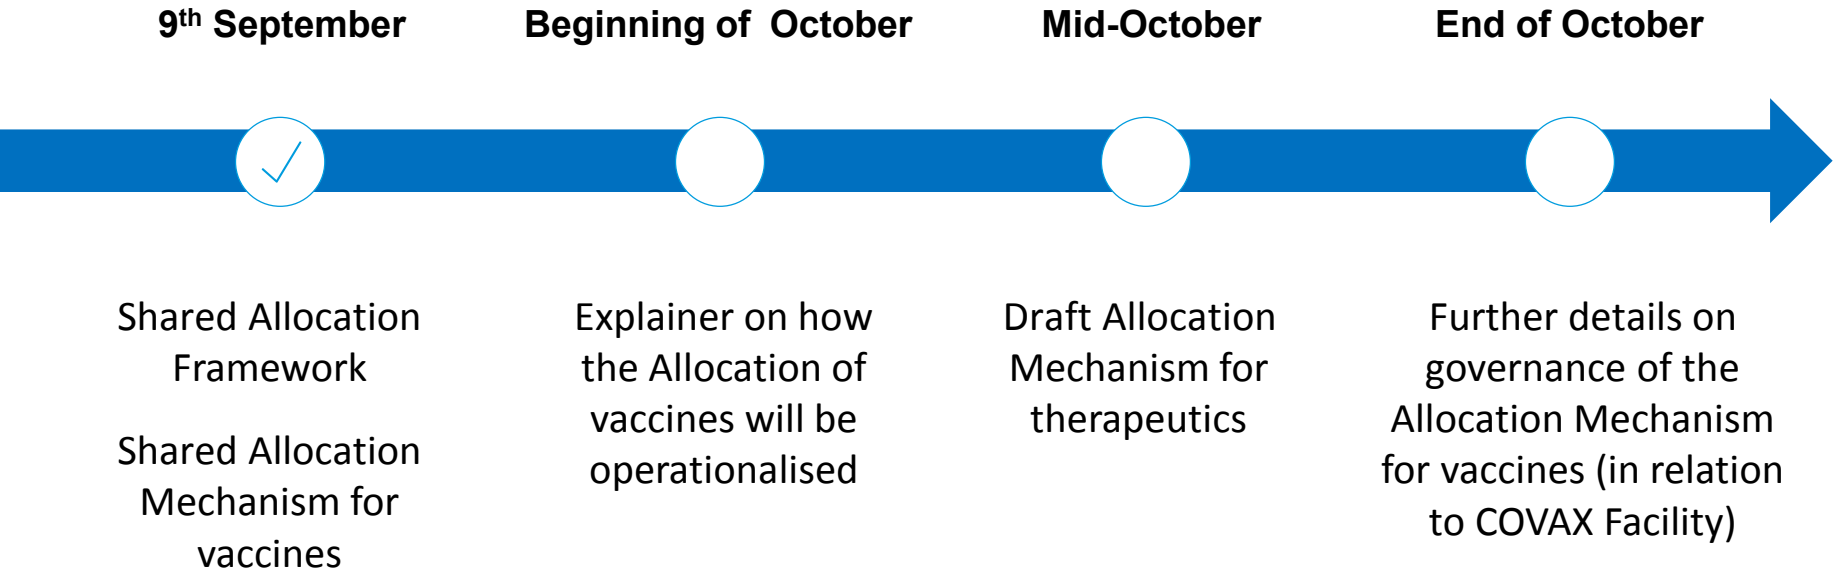 9th September
Beginning of  October
Mid-October
End of October
Shared Allocation
Framework
Shared Allocation
Mechanism for
vaccines
Explainer on how
the Allocation of
vaccines will be
operationalised
Draft Allocation
Mechanism for
therapeutics
Further details on
governance of the
Allocation Mechanism
for vaccines (in relation
to COVAX Facility)